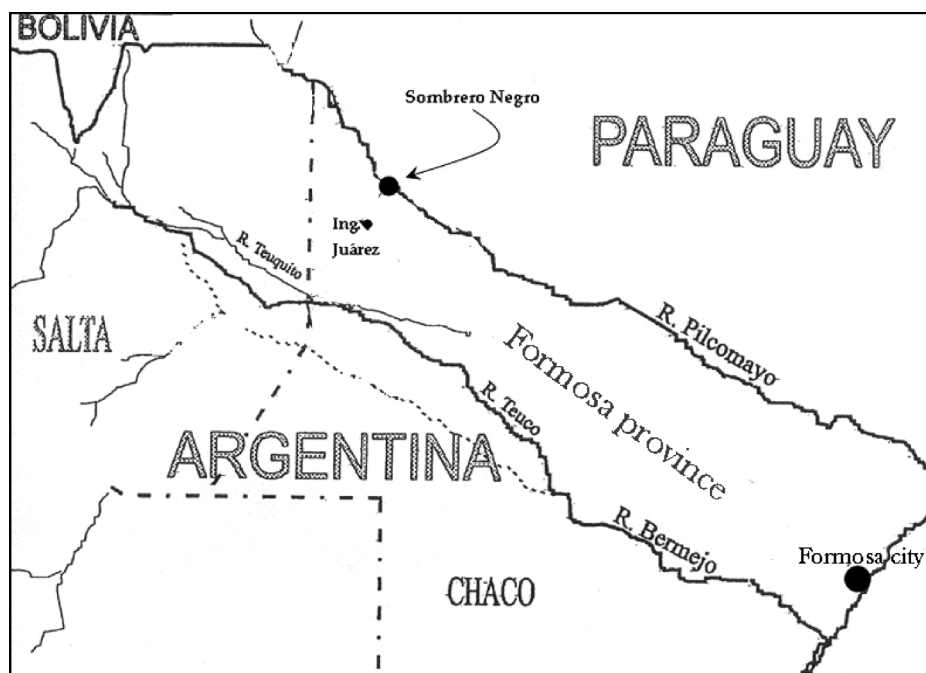 BOLIVIA
Sombrero Negro
PARAGUAY
Ing.
Juárez
R. Teuquito
SALTA
R. Pilcomayo
Formosa province
R. Teuco
ARGENTINA
R. Bermejo
Formosa city
CHACO